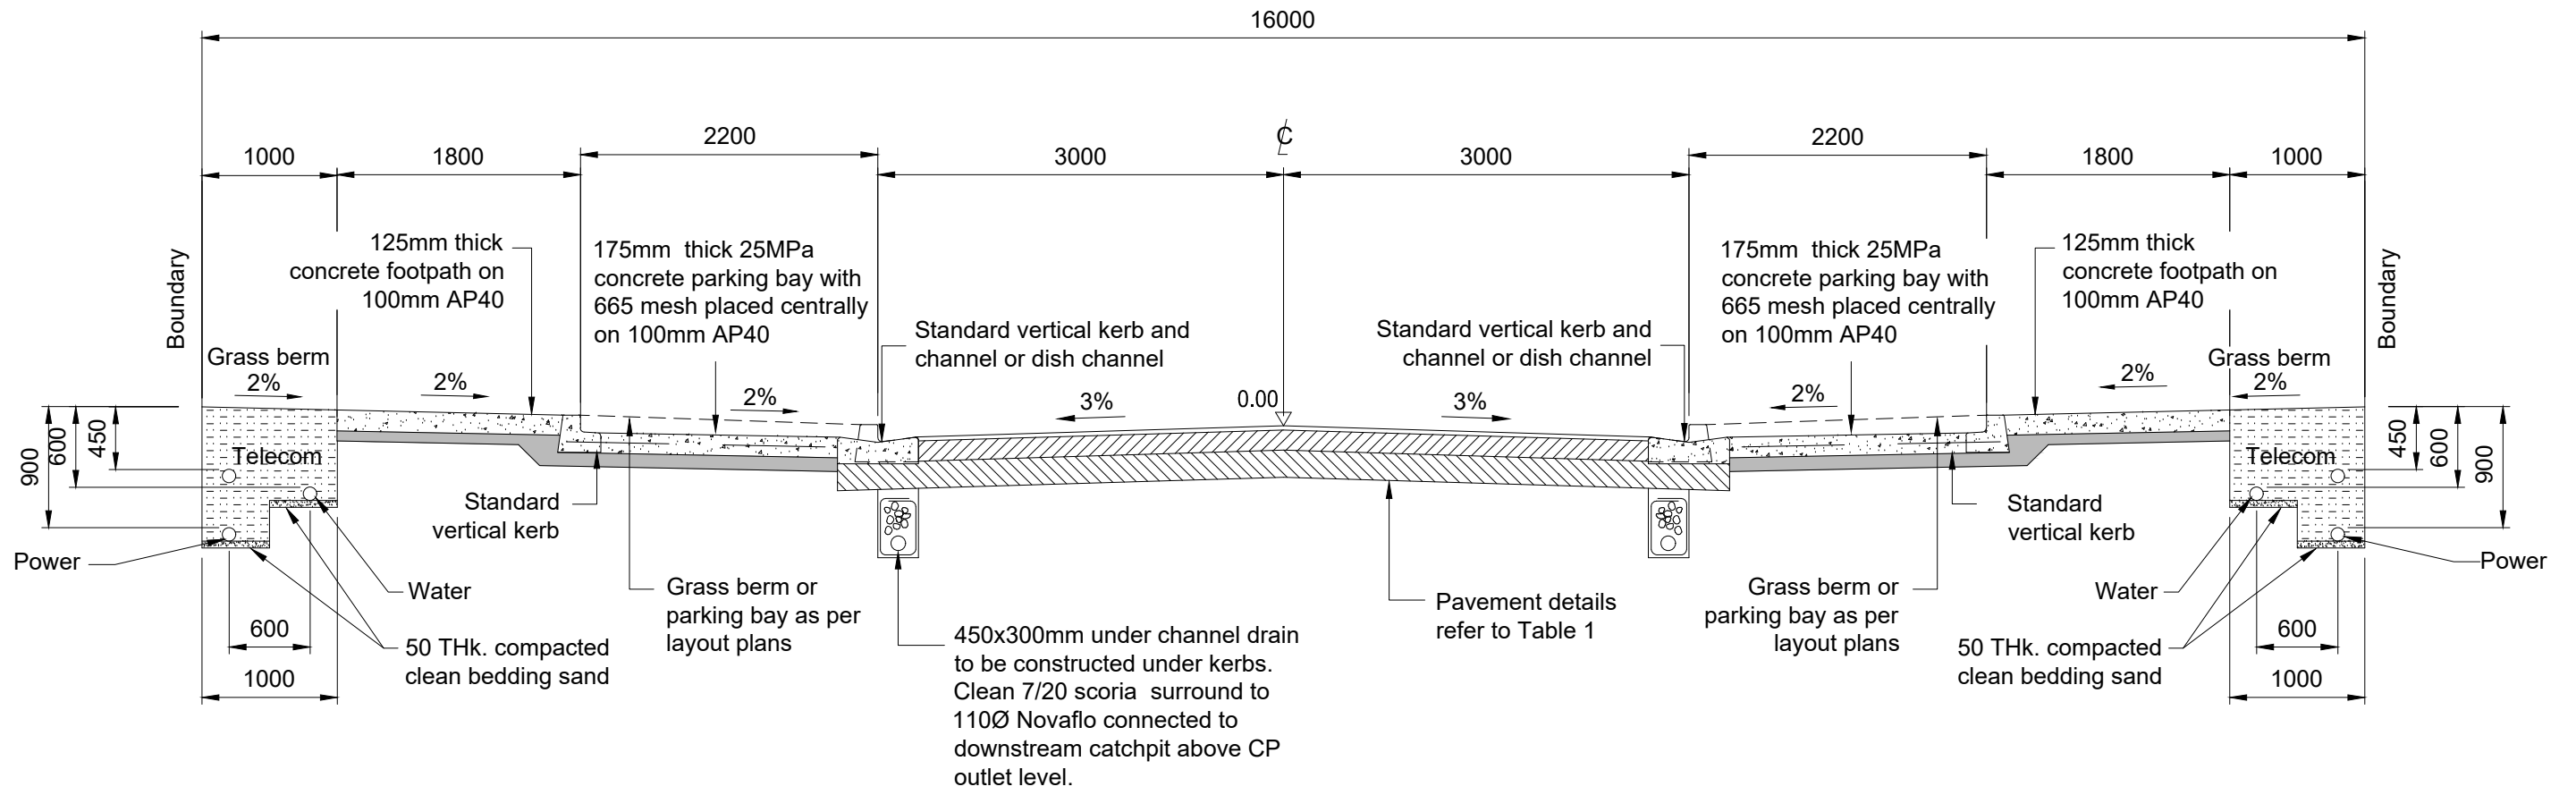 16000
1000
1800
2200
3000
℄
3000
2200
1800
1000
Boundary
125mm thick
concrete footpath on
100mm AP40
175mm thick 25MPa
concrete parking bay with
665 mesh placed centrally
on 100mm AP40
Standard vertical kerb and
channel or dish channel
Standard vertical kerb and
channel or dish channel
175mm thick 25MPa
concrete parking bay with
665 mesh placed centrally
on 100mm AP40
125mm thick
concrete footpath on
100mm AP40
Boundary
Grass berm
2%
2%
2%
3%
0.00
3%
2%
2%
Grass berm
2%
900
600
450
Telecom
Telecom
450
600
900
Power
Water
Standard
vertical kerb
Grass berm or
parking bay as per
layout plans
600
1000
50 THk. compacted
clean bedding sand
450x300mm under channel drain
to be constructed under kerbs.
Clean 7/20 scoria surround to
110Ø Novaflo connected to
downstream catchpit above CP
outlet level.
Pavement details
refer to Table 1
Grass berm or
parking bay as per
layout plans
Standard
vertical kerb
Water
Power
50 THk. compacted
clean bedding sand
600
1000